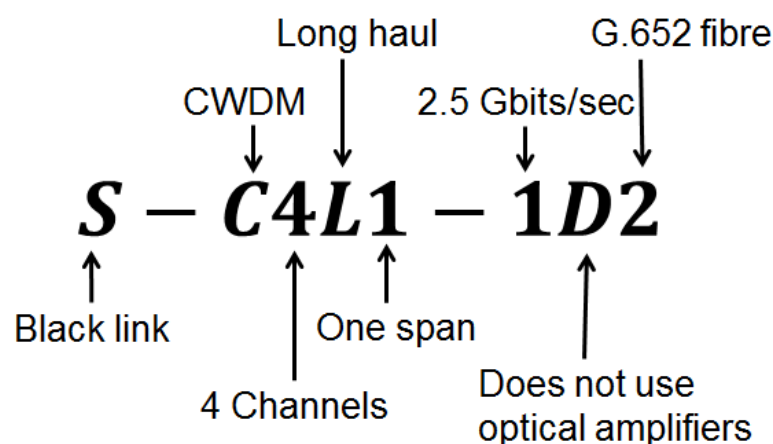 Long haul G.652 fibre
CWDM 2.5 Gbits/sec
S – C4L1 – 1D2
Black link One span
4 Channels
Does not use
optical amplifiers